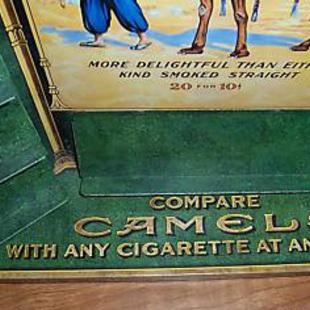 MORE DELIGHTFUL THAN EITH
KIND SMOKED STRAIGHT
20 FOR 10¢
COMPARE
CAMELS
WITH ANY CIGARETTE AT AN